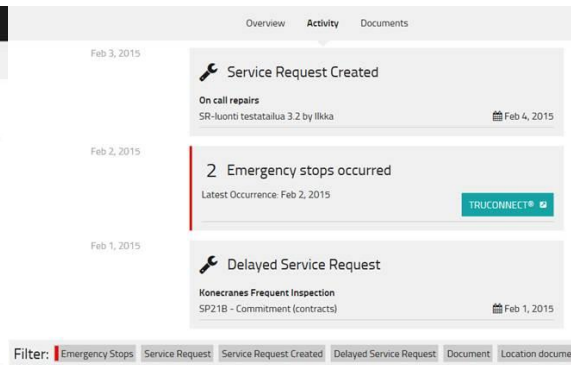 Overview Activity Documents
Feb 3, 2015
Service Request Created
On call repairs
SR-luonti testatailua 3.2 by Ilkka Feb 4, 2015
Feb 2, 2015
2 Emergency stops occurred
Latest Occurrence: Feb 2, 2015
TRUCONNECT®
Feb 1, 2015
Delayed Service Request
Konecranes Frequent Inspection
SP21B - Commitment (contracts) Feb 1, 2015
Filter: Emergency Stops Service Request Service Request Created Delayed Service Request Document Location docume